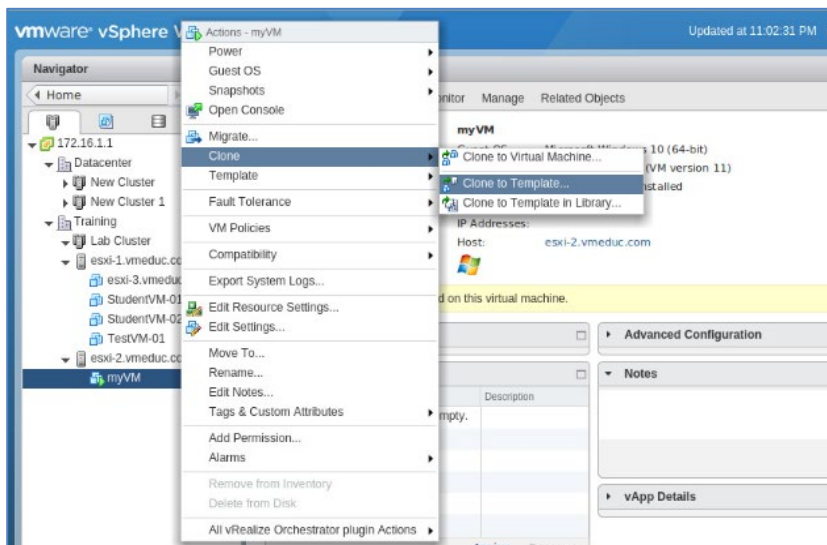 vmware® vSphere
Updated at 11:02:31 PM
Navigator
Home
172.16.1.1
Datacenter
New Cluster
New Cluster 1
Training
Lab Cluster
esxi-1.vmeduc.co
esxi-3.vmeduc
StudentVM-01
StudentVM-02
TestVM-01
esxi-2.vmeduc.co
myVM
Actions - myVM
Power
Guest OS
Snapshots
Open Console
Migrate...
Clone
Template
Fault Tolerance
VM Policies
Compatibility
Export System Logs...
Edit Resource Settings...
Edit Settings...
Move To...
Rename...
Edit Notes...
Tags & Custom Attributes
Add Permission...
Alarms
Remove from Inventory
Delete from Disk
All vRealize Orchestrator plugin Actions
Clone to Virtual Machine...
Clone to Template...
Clone to Template in Library...
Manage Related Objects
myVM
10 (64-bit)
(VM version 11)
IP Addresses:
Host: esxi-2.vmeduc.com
d on this virtual machine.
Advanced Configuration
Notes
Description
mpty.
vApp Details